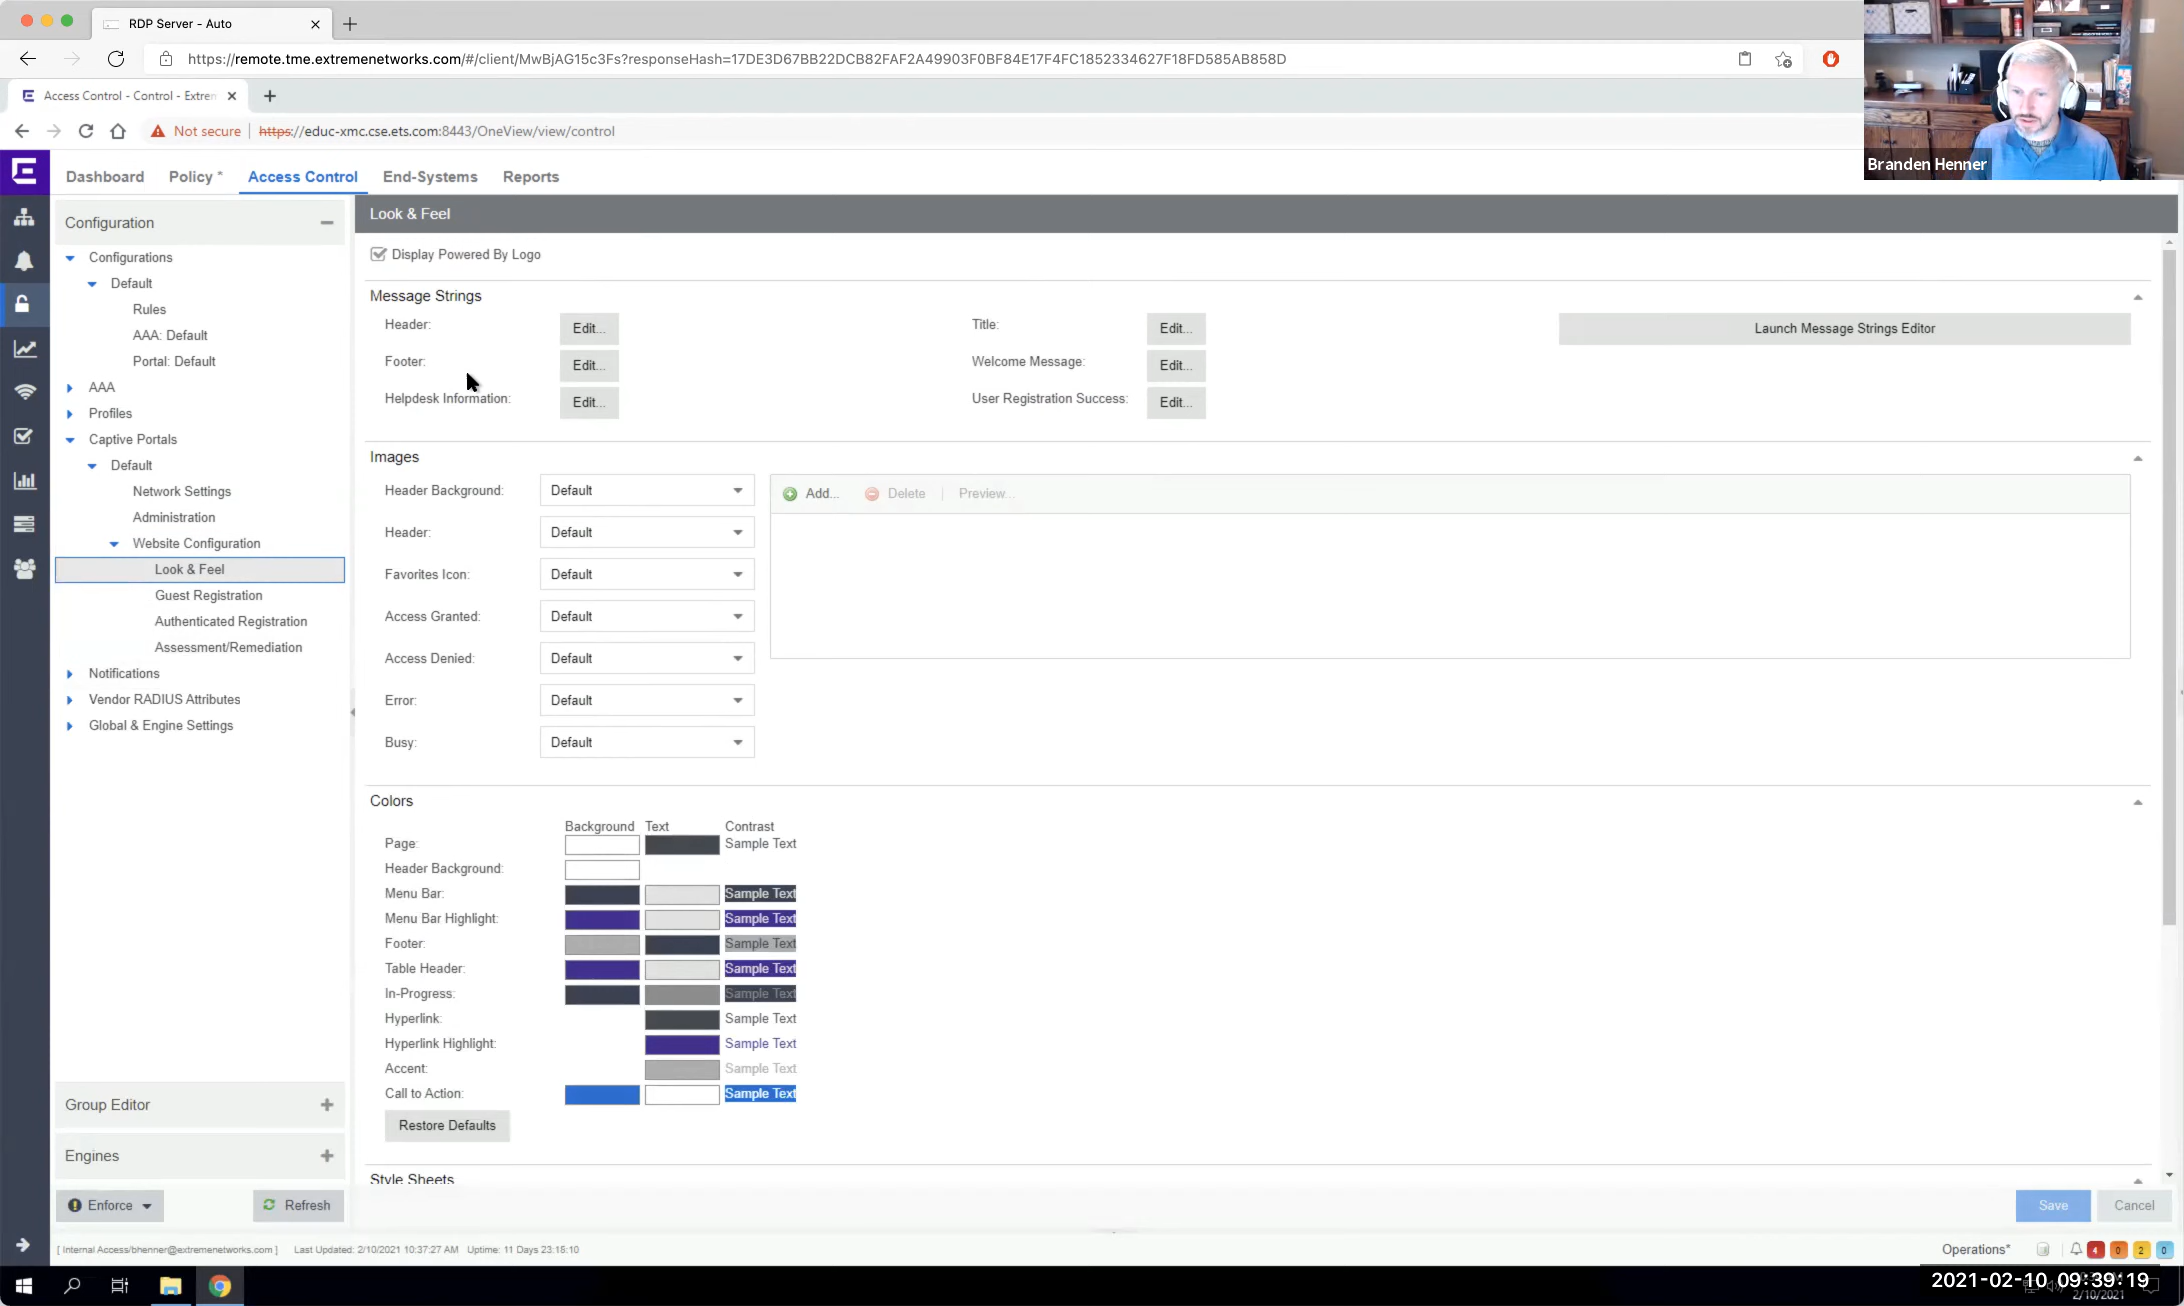 RDP Server - Auto
https://remote.tme.extremenetworks.com/#/client/MwBjAG15c3Fs?responseHash=17DE3D67BB22DCB82FAF2A49903F0BF84E17F4FC1852334627F18FD585AB858D
Access Control - Control - Extren
Not secure
https://educ-xmc.cse.ets.com:8443/OneView/view/control
Branden Henner
Dashboard
Policy *
Access Control
End-Systems
Reports
Configuration
Configurations
Default
Rules
AAA: Default
Portal: Default
AAA
Profiles
Captive Portals
Default
Network Settings
Administration
Website Configuration
Look & Feel
Guest Registration
Authenticated Registration
Assessment/Remediation
Notifications
Vendor RADIUS Attributes
Global & Engine Settings
Group Editor
Engines
Enforce
Refresh
Look & Feel
Display Powered By Logo
Message Strings
Header: Edit... Title: Edit... Launch Message Strings Editor
Footer: Edit... Welcome Message: Edit...
Helpdesk Information: Edit... User Registration Success: Edit...
Images
Header Background: Default
Add... Delete Preview...
Header: Default
Favorites Icon: Default
Access Granted: Default
Access Denied: Default
Error: Default
Busy: Default
Colors
Background Text Contrast
Page: Sample Text
Header Background:
Menu Bar: Sample Text
Menu Bar Highlight: Sample Text
Footer: Sample Text
Table Header: Sample Text
In-Progress: Sample Text
Hyperlink: Sample Text
Hyperlink Highlight: Sample Text
Accent: Sample Text
Call to Action: Sample Text
Restore Defaults
Style Sheets
Save
Cancel
[ Internal Access/bhenner@extremenetworks.com ] Last Updated: 2/10/2021 10:37:27 AM Uptime: 11 Days 23:15:10
Operations*
4 0 2 0
2021-02-10 09:39:19
2/10/2021